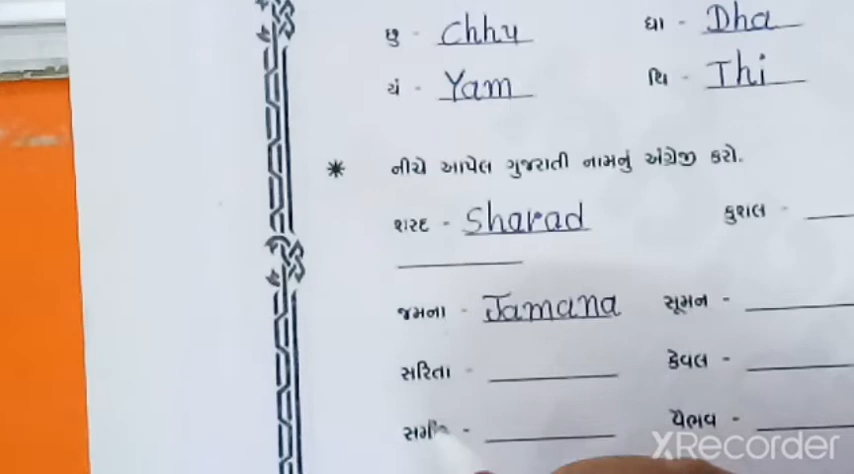 છુ - Chhu ધા - Dha
યં - Yam થિ - Thi
* નીચે આપેલ ગુજરાતી નામનું અંગ્રેજી કરો.
શરદ - Sharad કુશલ -
જમના - Jamana સૂમન -
સરિતા - કેવલ -
- વૈભવ -
XRecorder